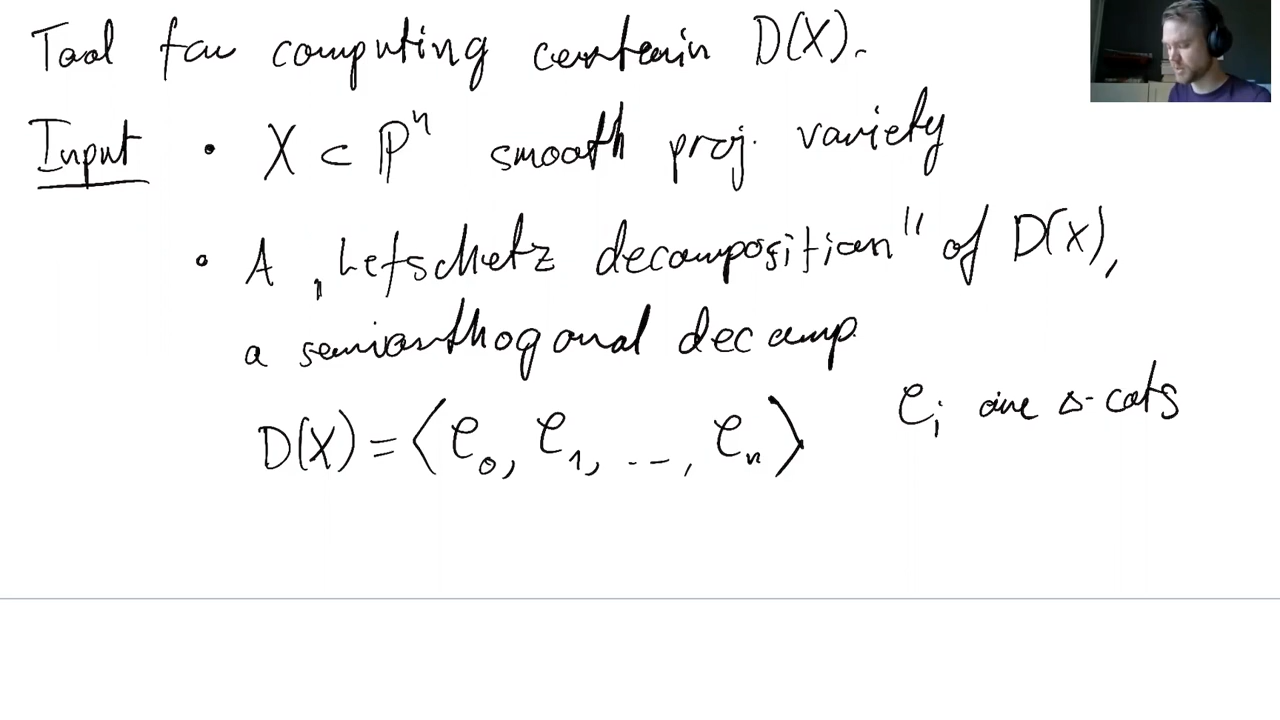 Tool for computing certain D(X).
Input • X ⊂ ℙⁿ smooth proj. variety
• A „Lefschetz decomposition" of D(X),
a semiorthogonal decomp.
D(X) = ⟨𝒞₀, 𝒞₁, ..., 𝒞ₙ⟩ 𝒞ᵢ are Δ-cats